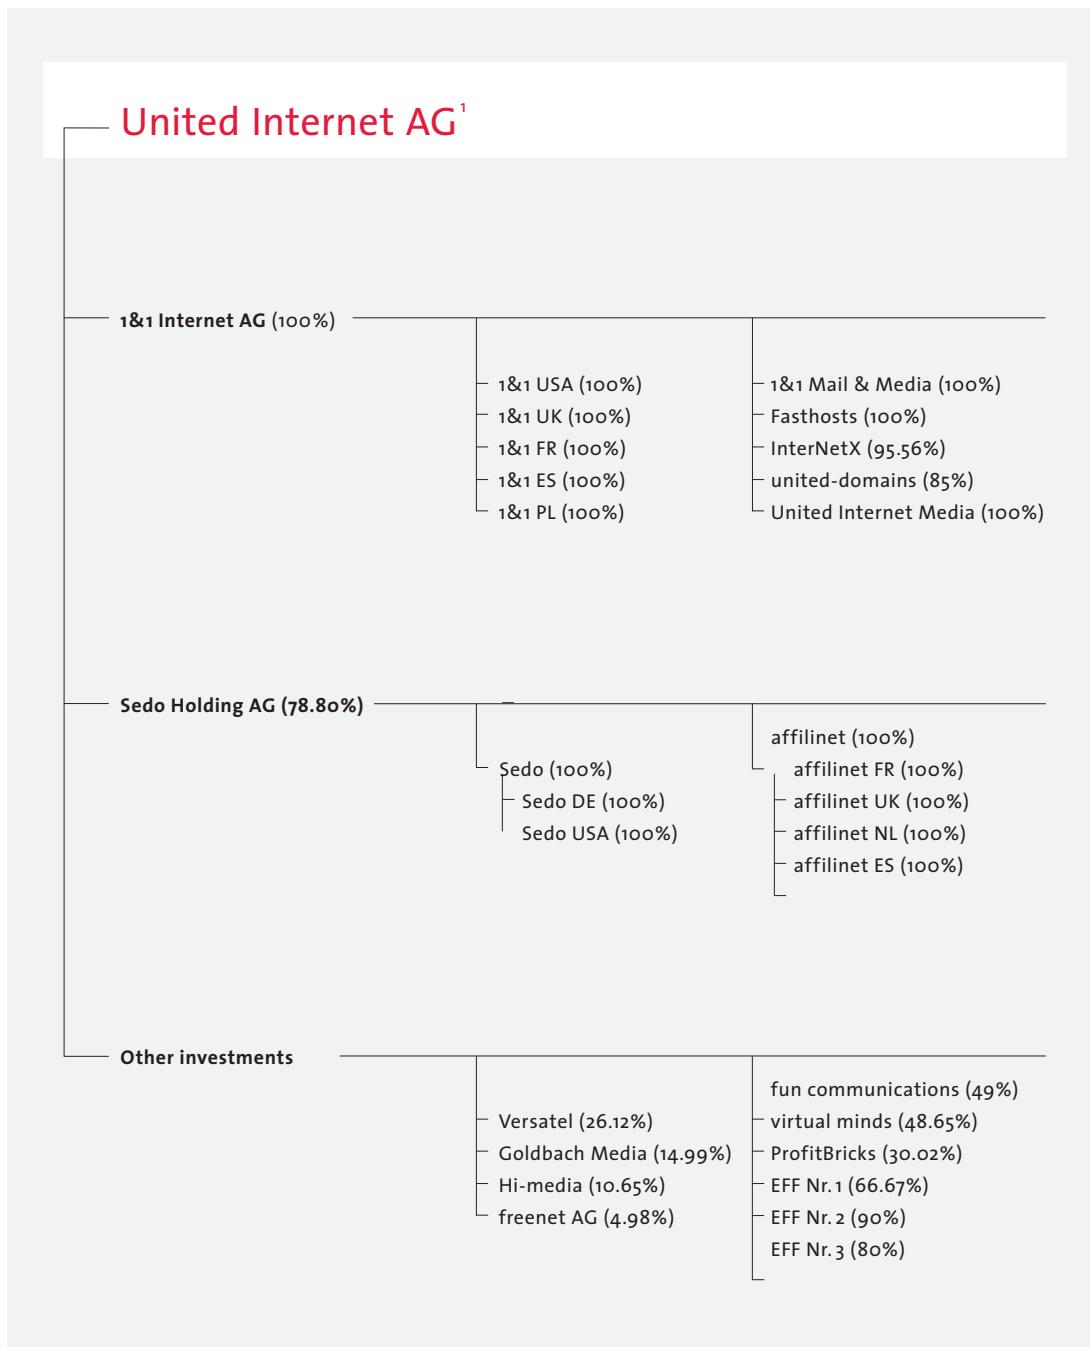 United Internet AG¹
1&1 Internet AG (100%)
1&1 USA (100%)
1&1 UK (100%)
1&1 FR (100%)
1&1 ES (100%)
1&1 PL (100%)
1&1 Mail & Media (100%)
Fasthosts (100%)
InterNetX (95.56%)
united-domains (85%)
United Internet Media (100%)
Sedo Holding AG (78.80%)
Sedo (100%)
Sedo DE (100%)
Sedo USA (100%)
affilinet (100%)
affilinet FR (100%)
affilinet UK (100%)
affilinet NL (100%)
affilinet ES (100%)
Other investments
Versatel (26.12%)
Goldbach Media (14.99%)
Hi-media (10.65%)
freenet AG (4.98%)
fun communications (49%)
virtual minds (48.65%)
ProfitBricks (30.02%)
EFF Nr. 1 (66.67%)
EFF Nr. 2 (90%)
EFF Nr. 3 (80%)